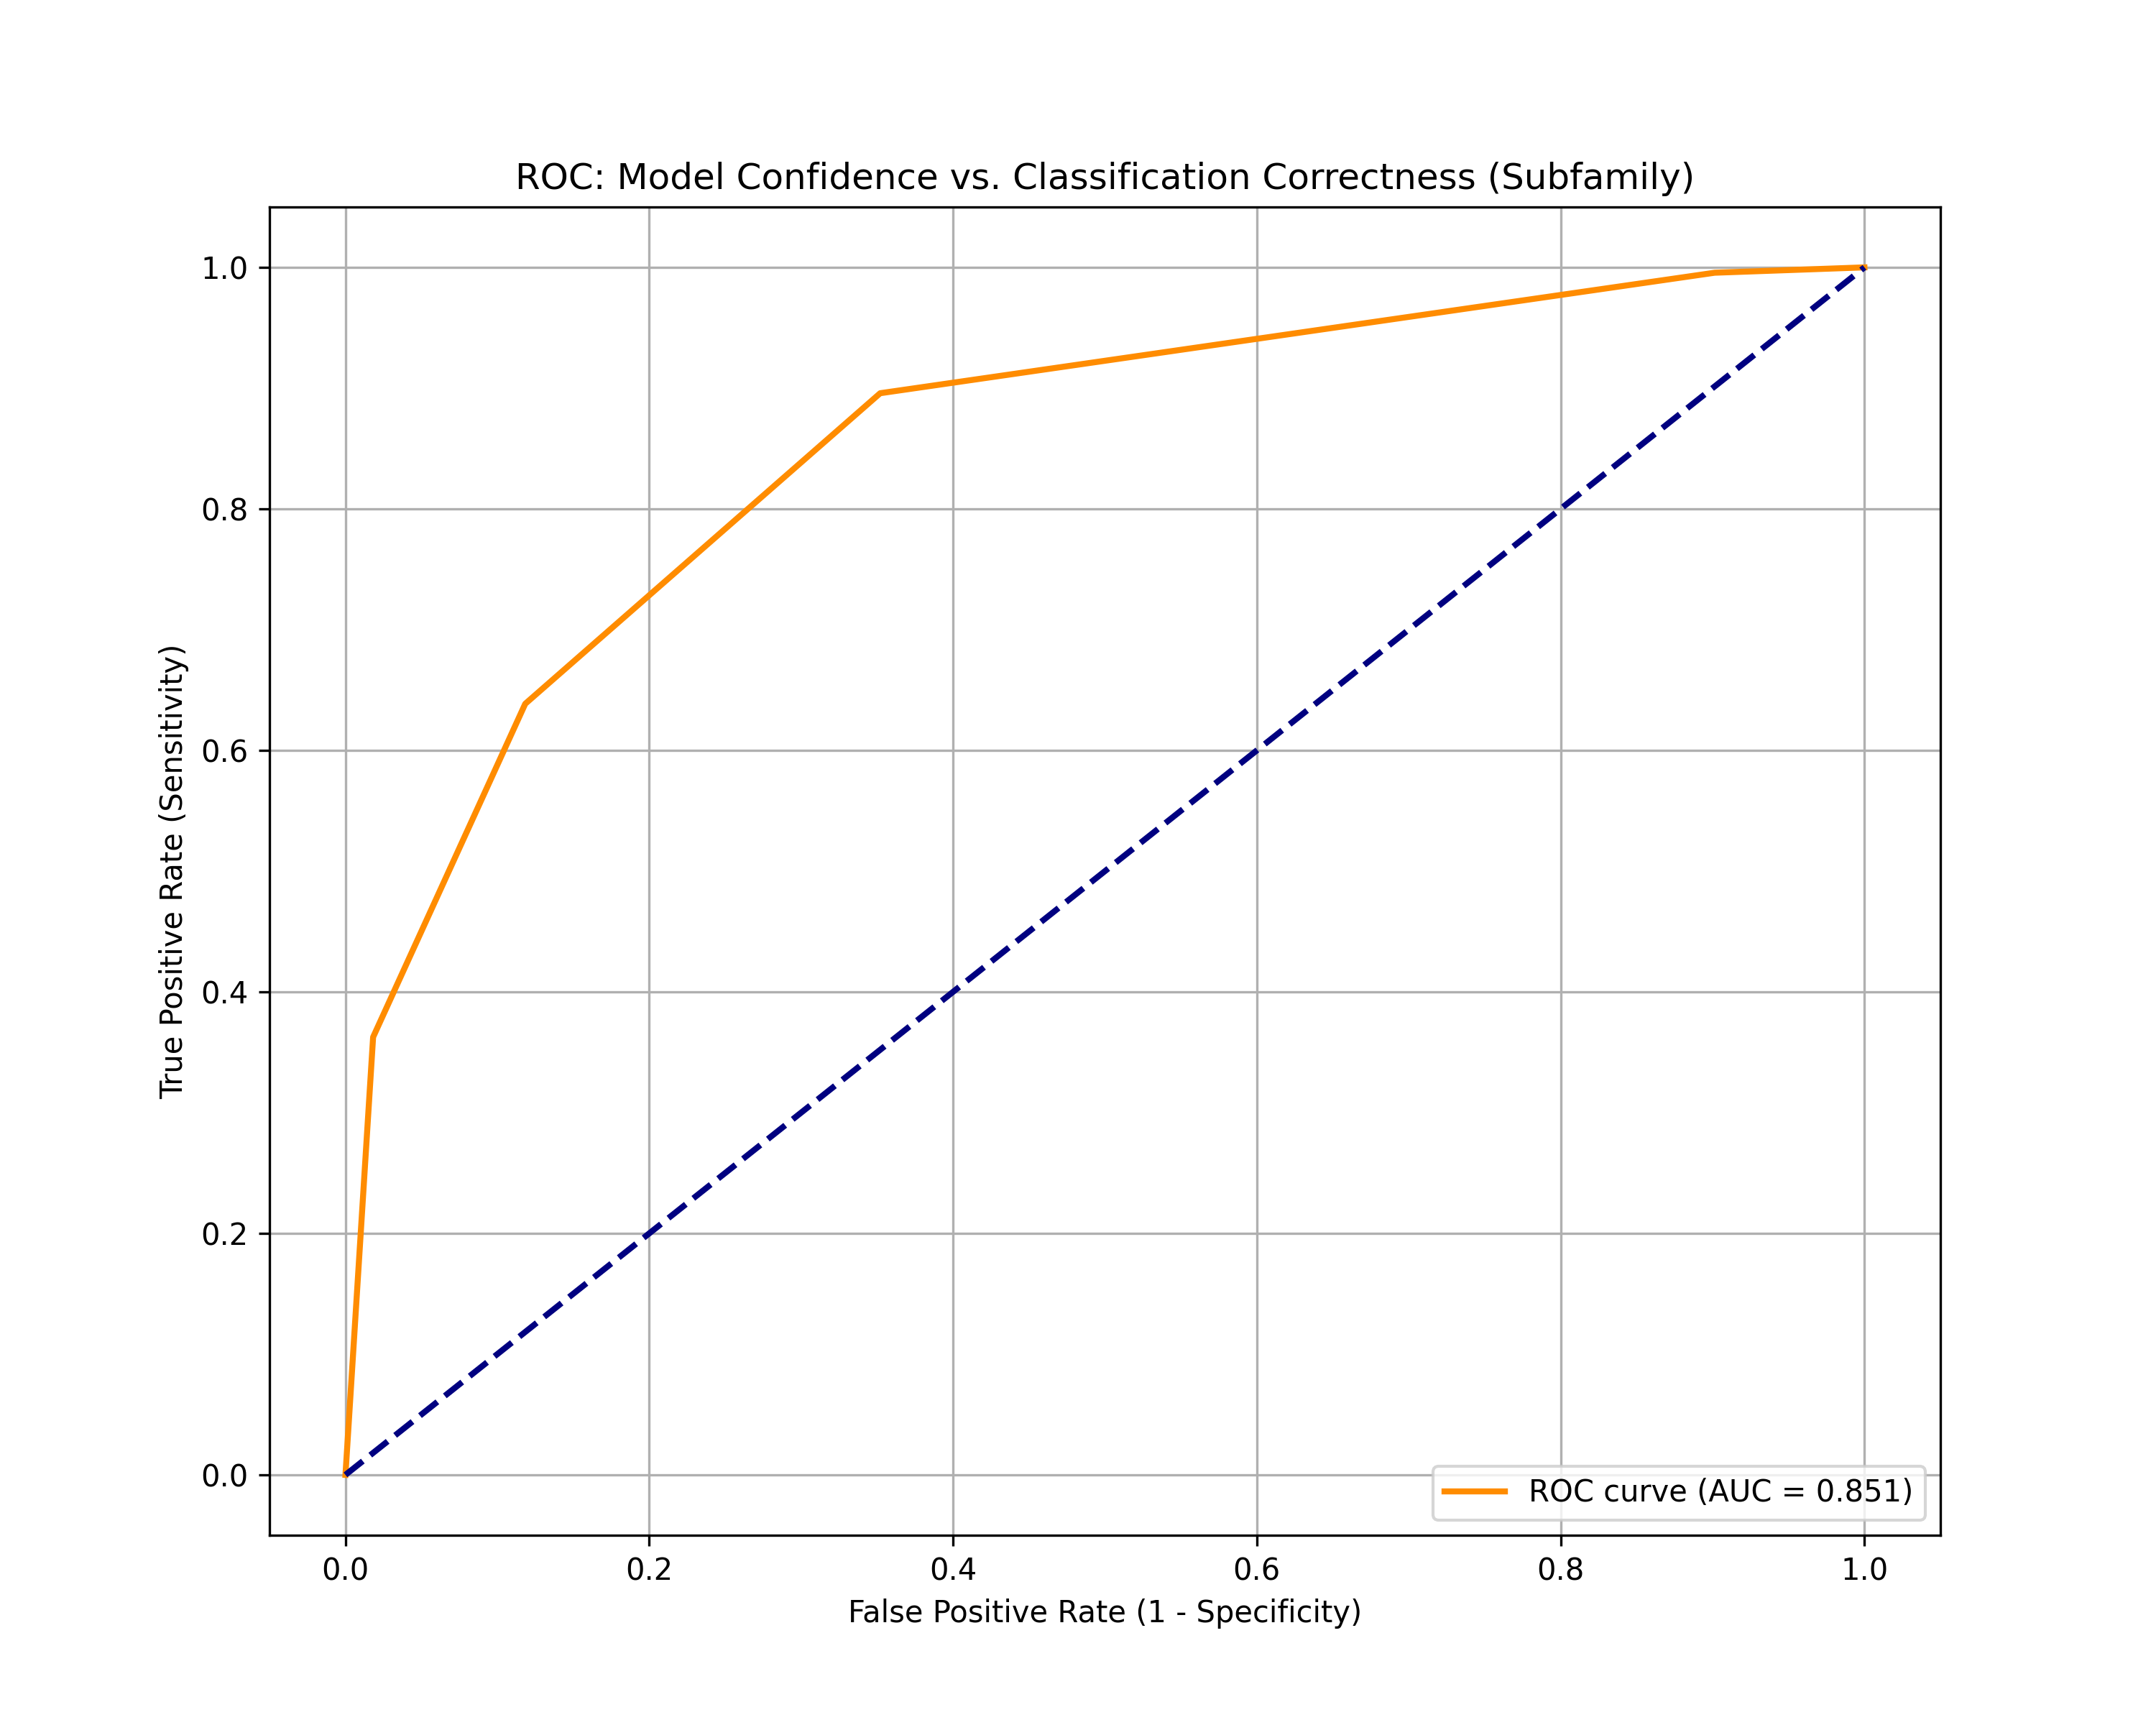 ROC: Model Confidence vs. Classification Correctness (Subfamily)
1.0
0.8
0.6
0.4
0.2
0.0
True Positive Rate (Sensitivity)
ROC curve (AUC = 0.851)
0.0 0.2 0.4 0.6 0.8 1.0
False Positive Rate (1 - Specificity)